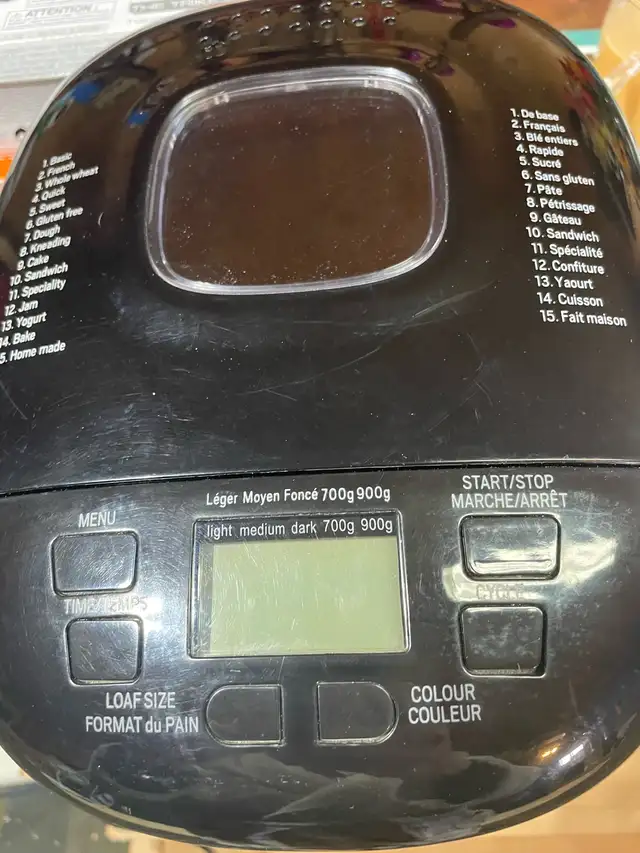 ATTENTION !
1. Basic
2. French
3. Whole wheat
4. Quick
5. Sweet
6. Gluten free
7. Dough
8. Kneading
9. Cake
10. Sandwich
11. Speciality
12. Jam
13. Yogurt
14. Bake
5. Home made
1. De base
2. Français
3. Blé entiers
4. Rapide
5. Sucré
6. Sans gluten
7. Pâte
8. Pétrissage
9. Gâteau
10. Sandwich
11. Spécialité
12. Confiture
13. Yaourt
14. Cuisson
15. Fait maison
Léger Moyen Foncé 700g 900g
light medium dark 700g 900g
MENU
TIME/TEMPS
START/STOP
MARCHE/ARRÊT
CYCLE
LOAF SIZE
FORMAT du PAIN
COLOUR
COULEUR